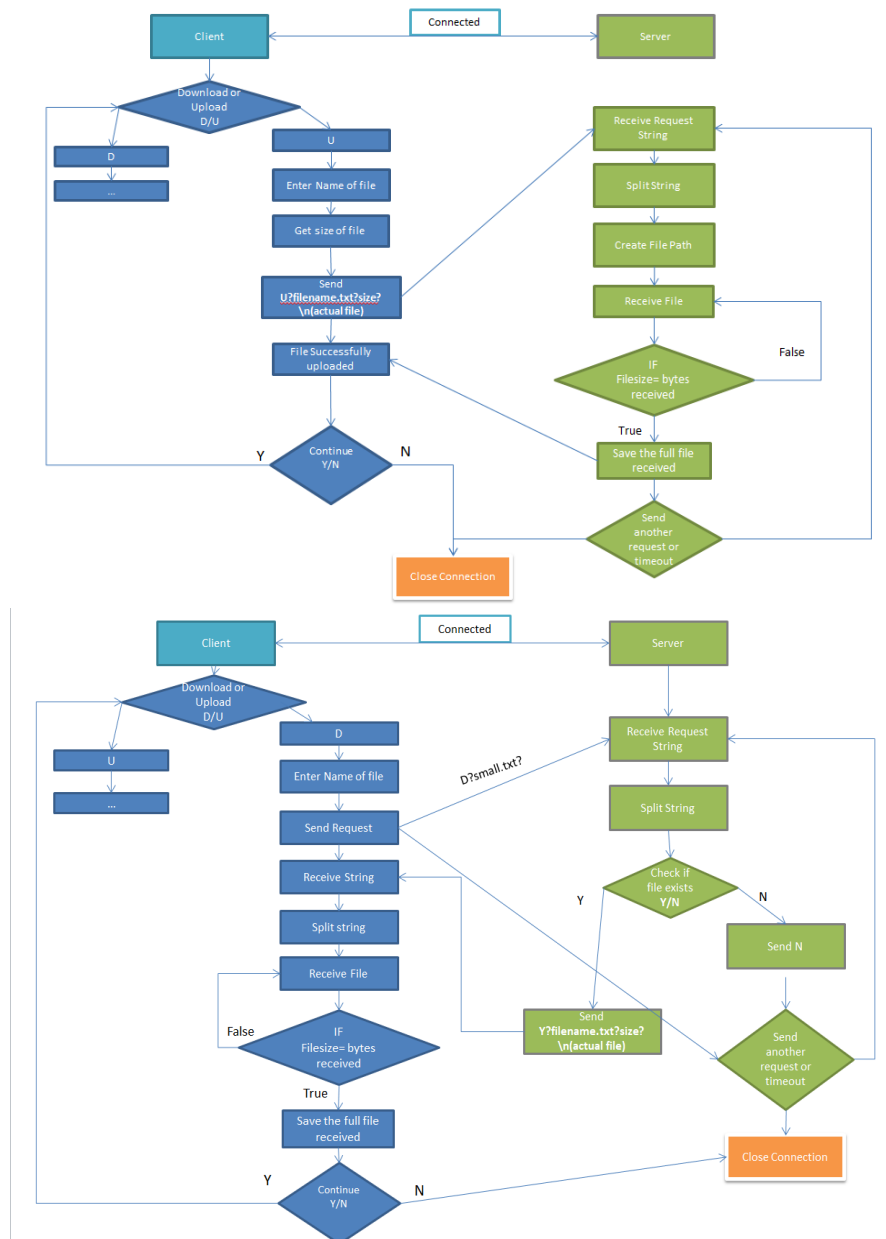 Connected
Client
Server
Download or
Upload
D/U
D
...
U
Enter Name of file
Get size of file
Send
U?filename.txt?size?
\n(actual file)
File Successfully
uploaded
Continue
Y/N
Y
N
Receive Request
String
Split String
Create File Path
Receive File
IF
Filesize= bytes
received
False
True
Save the full file
received
Send
another
request or
timeout
Close Connection
Connected
Client
Server
Download or
Upload
D/U
U
...
D
Enter Name of file
Send Request
D?small.txt?
Receive String
Split string
Receive File
False
IF
Filesize= bytes
received
True
Save the full file
received
Continue
Y/N
Y
N
Receive Request
String
Split String
Check if
file exists
Y/N
Y
N
Send N
Send
Y?filename.txt?size?
\n(actual file)
Send
another
request or
timeout
Close Connection